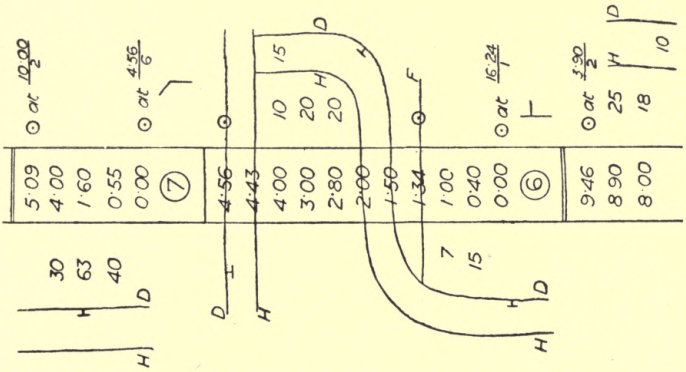 5·09 ⊙ at 10·00/2
30 4·00
63 1·60
40 0·55
H D 0·00 ⊙ at 4·56/6
7
D 4·56
H 4·43
4·00 10 15
3·00 20
2·80 20 H D
2·00
1·50
1·34 F
7 1·00
15 0·40
0·00 ⊙ at 16·24/1
H D 6
9·46 ⊙ at 3·90/2
8·90 25 H D
8·00 18 10